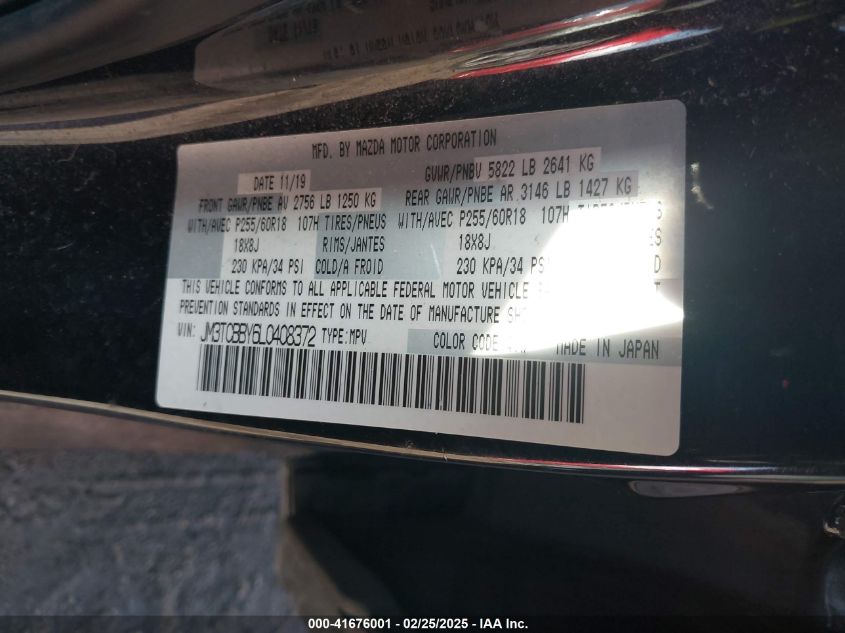 MFD. BY MAZDA MOTOR CORPORATION
DATE 11/19 GVWR/PNBV 5822 LB 2641 KG
FRONT GAWR/PNBE AV 2756 LB 1250 KG REAR GAWR/PNBE AR 3146 LB 1427 KG
WITH/AVEC P255/60R18 107H TIRES/PNEUS WITH/AVEC P255/60R18 107H
18X8J RIMS/JANTES 18X8J
230 KPA/34 PSI COLD/A FROID 230 KPA/34 PSI
THIS VEHICLE CONFORMS TO ALL APPLICABLE FEDERAL MOTOR VEHICLE
PREVENTION STANDARDS IN EFFECT ON THE DATE OF MANUFACTURE
VIN: JM3TCBBY6L0408372 TYPE:MPV COLOR CODE MADE IN JAPAN
000-41676001 - 02/25/2025 - IAA Inc.